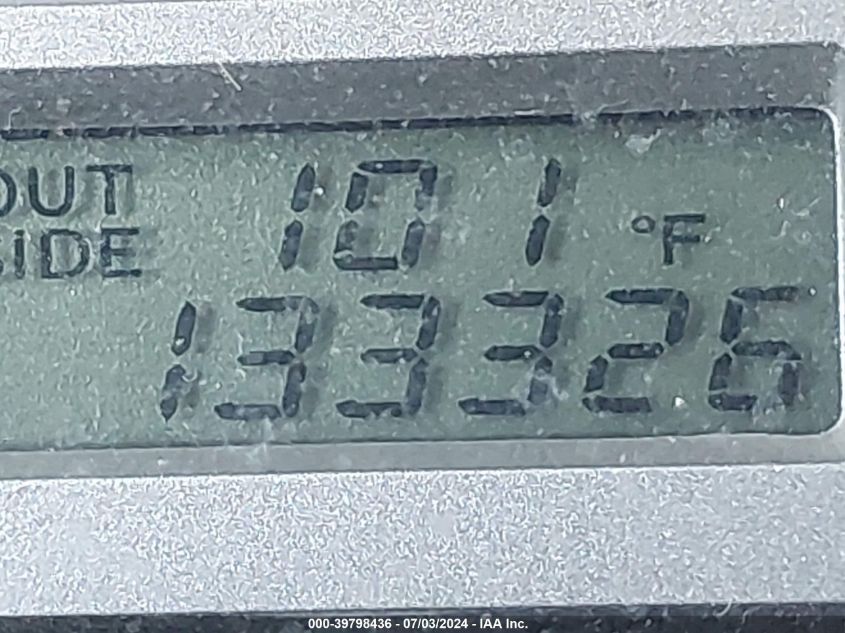 OUT 101 °F
SIDE
133326
000-39798436 - 07/03/2024 - IAA Inc.